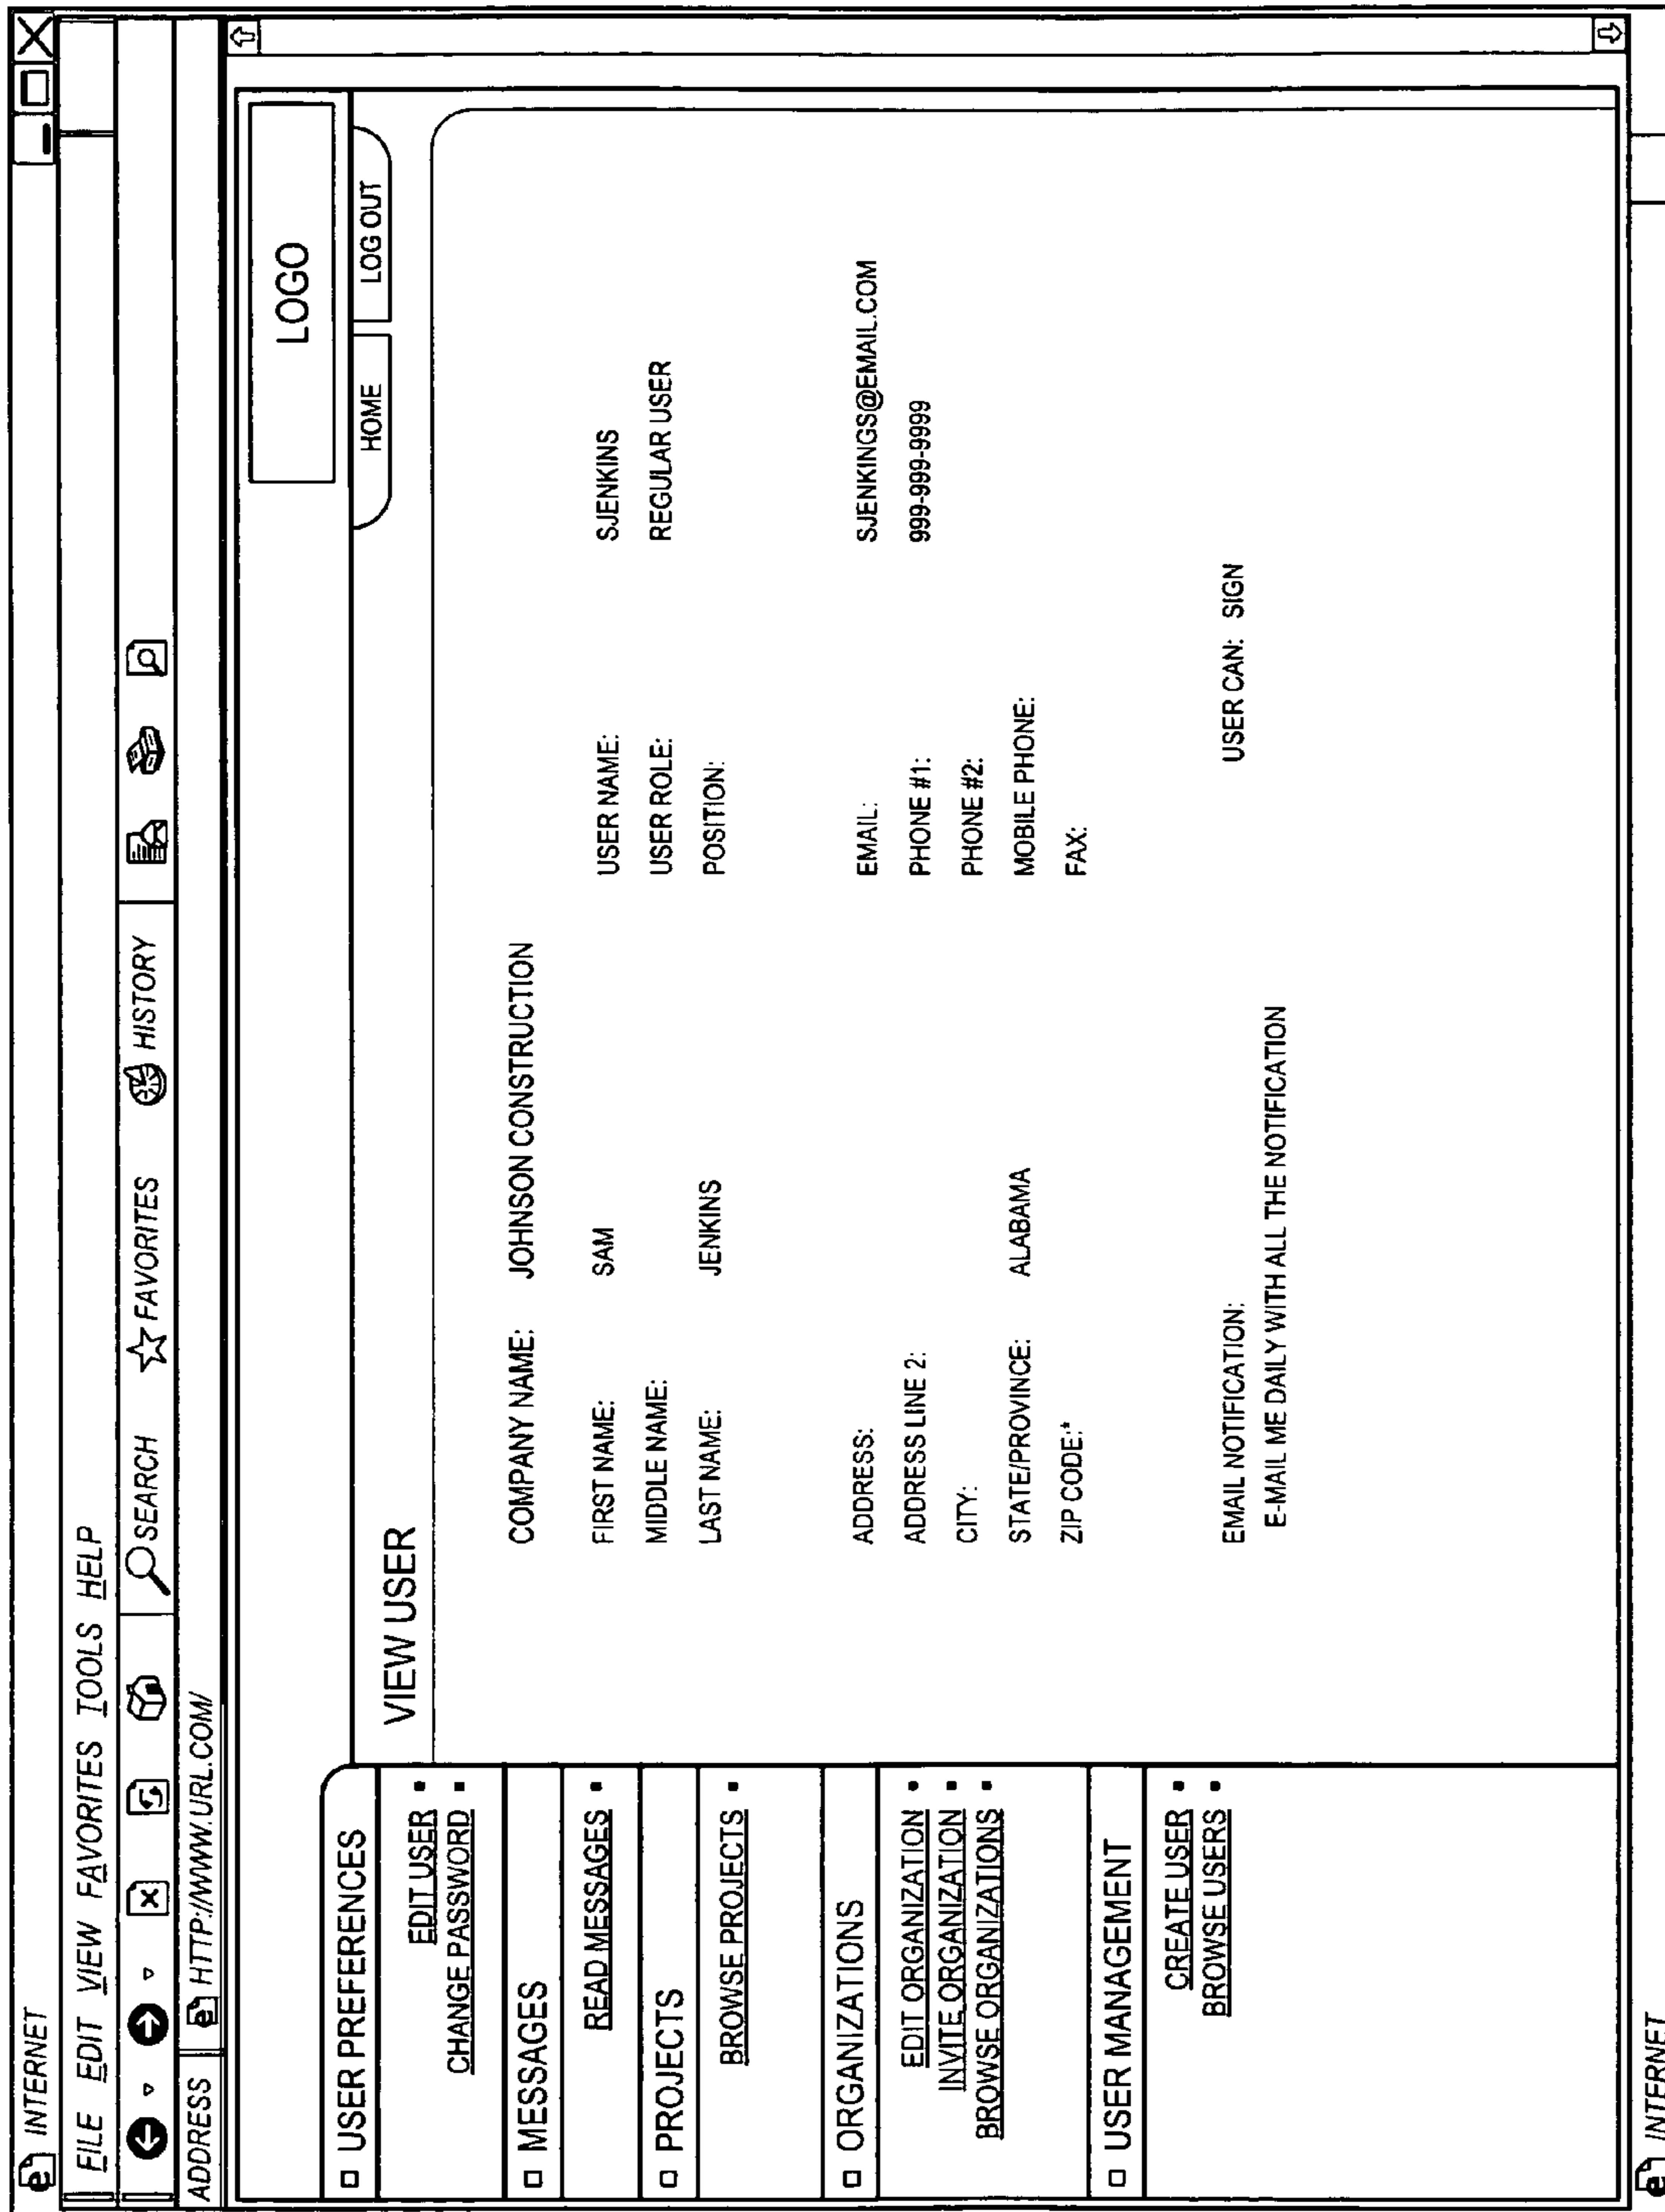 INTERNET
FILE EDIT VIEW FAVORITES TOOLS HELP
SEARCH FAVORITES HISTORY
ADDRESS HTTP://WWW.URL.COM/
LOGO
HOME LOG OUT
USER PREFERENCES
EDIT USER
CHANGE PASSWORD
MESSAGES
READ MESSAGES
PROJECTS
BROWSE PROJECTS
ORGANIZATIONS
EDIT ORGANIZATION
INVITE ORGANIZATION
BROWSE ORGANIZATIONS
USER MANAGEMENT
CREATE USER
BROWSE USERS
VIEW USER
COMPANY NAME: JOHNSON CONSTRUCTION
FIRST NAME: SAM USER NAME: SJENKINS
MIDDLE NAME: USER ROLE: REGULAR USER
LAST NAME: JENKINS POSITION:
ADDRESS: EMAIL: SJENKINGS@EMAIL.COM
ADDRESS LINE 2: PHONE #1: 999-999-9999
CITY: PHONE #2:
STATE/PROVINCE: ALABAMA MOBILE PHONE:
ZIP CODE:* FAX:
EMAIL NOTIFICATION: USER CAN: SIGN
E-MAIL ME DAILY WITH ALL THE NOTIFICATION
INTERNET